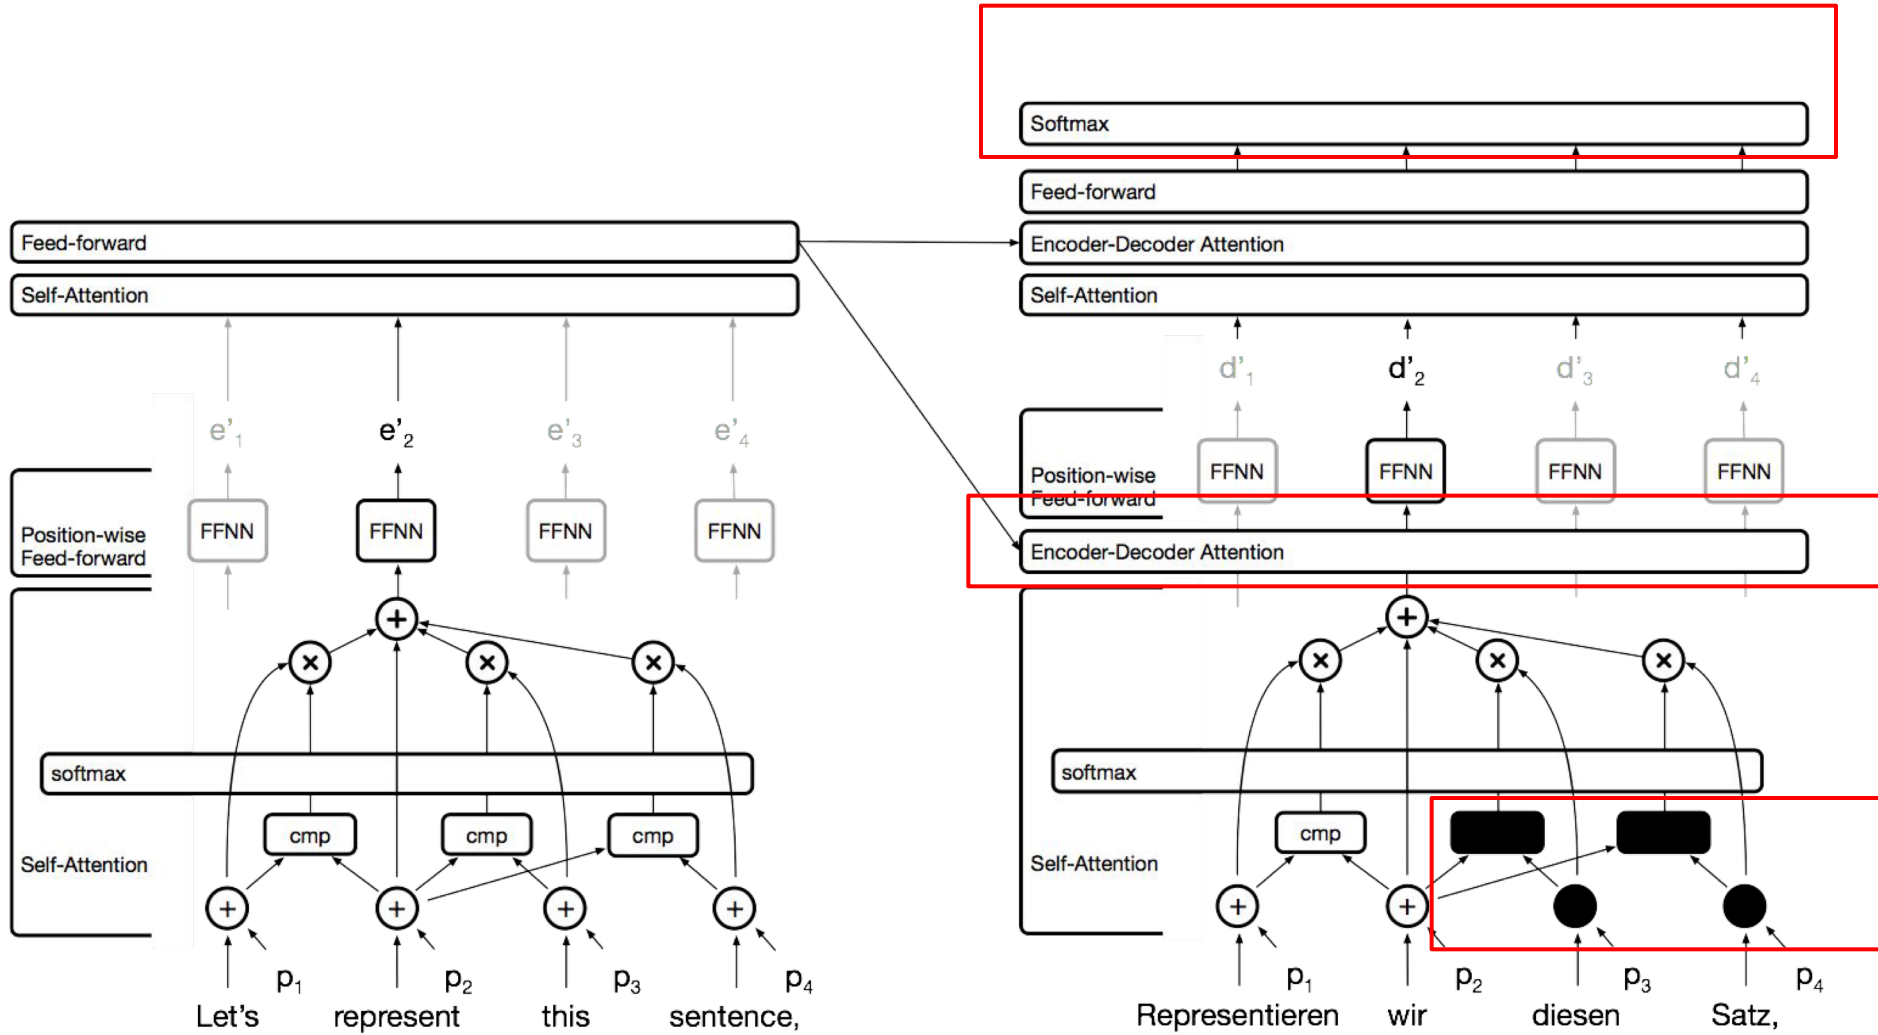 Softmax
Feed-forward
Encoder-Decoder Attention
Self-Attention
d'1 d'2 d'3 d'4
Position-wise
Feed-forward
FFNN FFNN FFNN FFNN
Encoder-Decoder Attention
softmax
cmp
Self-Attention
+ + × × × +
p1 p2 p3 p4
Representieren wir diesen Satz,
Feed-forward
Self-Attention
e'1 e'2 e'3 e'4
Position-wise
Feed-forward
FFNN FFNN FFNN FFNN
+ × × ×
softmax
cmp cmp cmp
Self-Attention
+ + + +
p1 p2 p3 p4
Let's represent this sentence,